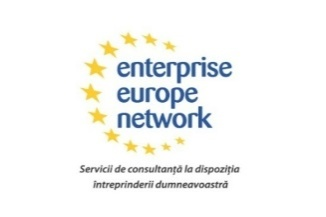 enterprise
europe
network
Servicii de consultanță la dispoziția
întreprinderii dumneavoastră